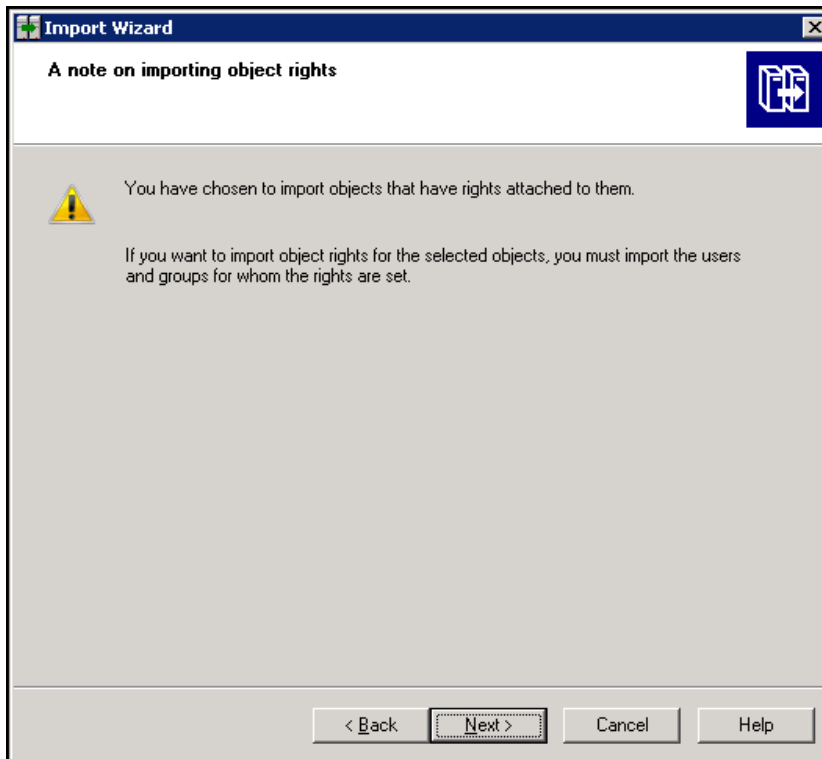 Import Wizard
A note on importing object rights
You have chosen to import objects that have rights attached to them.
If you want to import object rights for the selected objects, you must import the users
and groups for whom the rights are set.
< Back
Next >
Cancel
Help